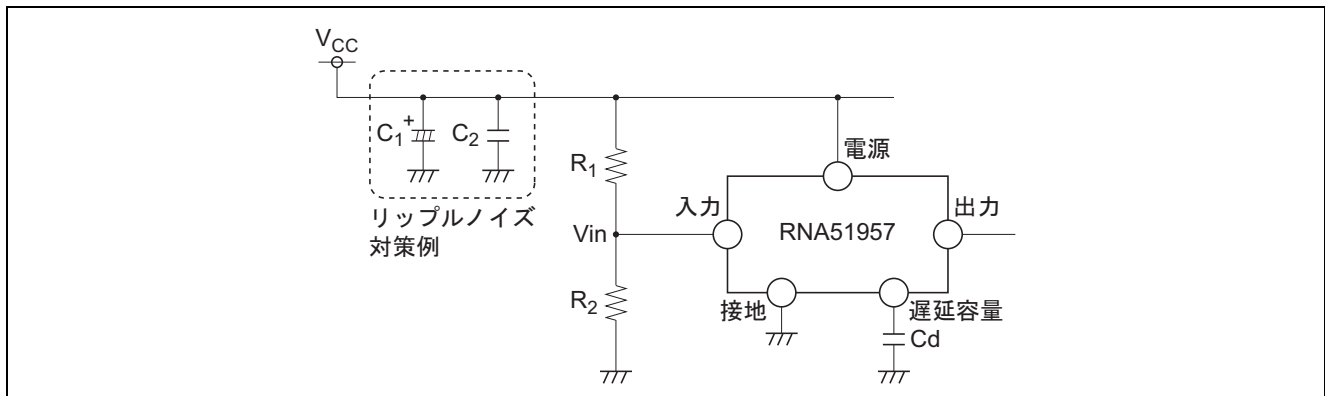 VCC
C1
+
C2
リップルノイズ
対策例
R1
Vin
R2
電源
入力
RNA51957
出力
接地
遅延容量
Cd